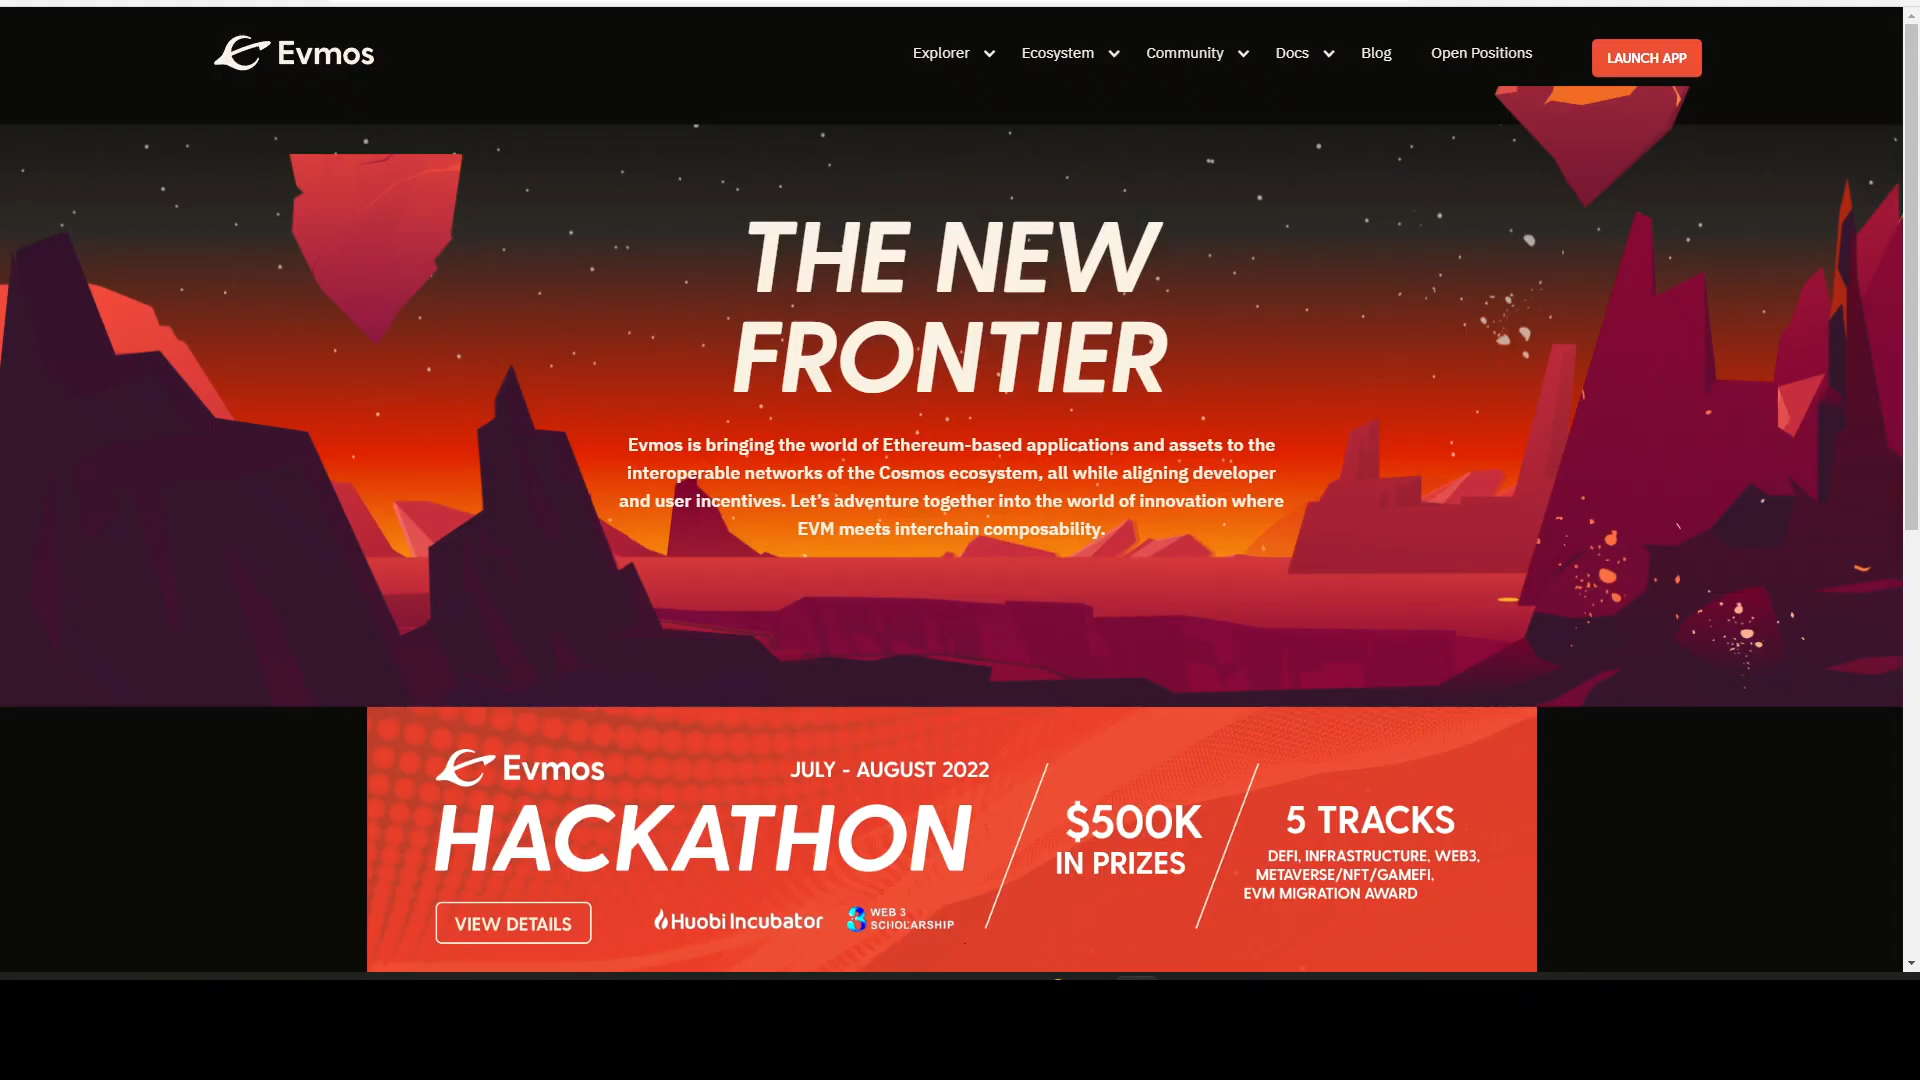 Evmos
Explorer Ecosystem Community Docs Blog Open Positions LAUNCH APP
THE NEW
FRONTIER
Evmos is bringing the world of Ethereum-based applications and assets to the
interoperable networks of the Cosmos ecosystem, all while aligning developer
and user incentives. Let’s adventure together into the world of innovation where
EVM meets interchain composability.
Evmos
JULY - AUGUST 2022
HACKATHON
VIEW DETAILS
Huobi Incubator
WEB 3
SCHOLARSHIP
$500K
IN PRIZES
5 TRACKS
DEFI, INFRASTRUCTURE, WEB3,
METAVERSE/NFT/GAMEFI,
EVM MIGRATION AWARD